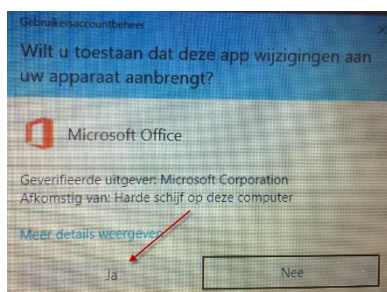 Gebruikersaccountbeheer
Wilt u toestaan dat deze app wijzigingen aan
uw apparaat aanbrengt?
Microsoft Office
Geverifieerde uitgever: Microsoft Corporation
Afkomstig van: Harde schijf op deze computer
Meer details weergeven
Ja
Nee